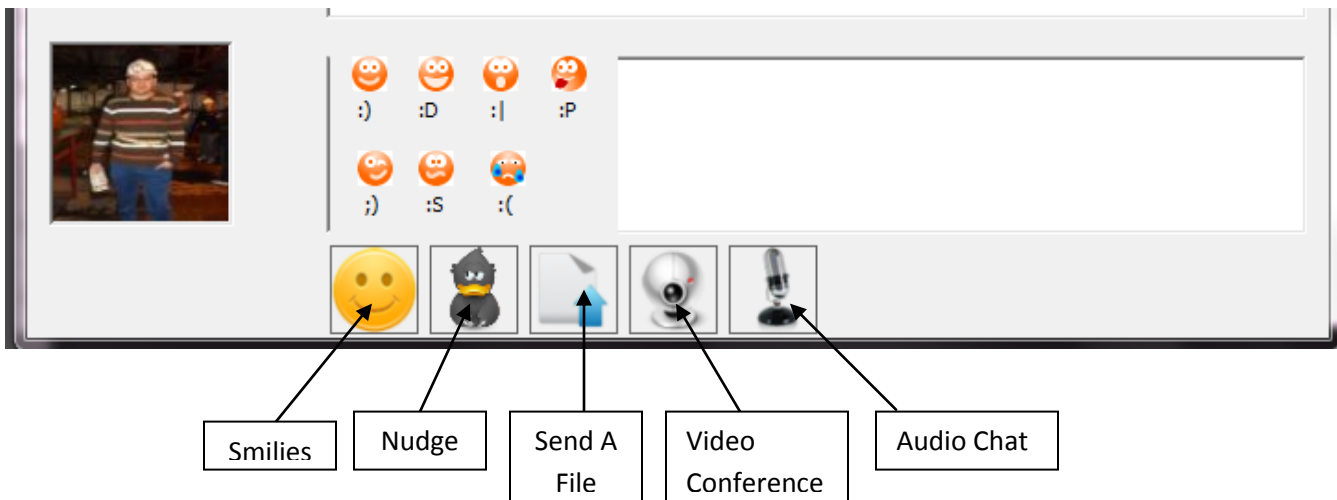 :) :D :| :P
;) :S :(
Smilies Nudge Send A Video Audio Chat
File Conference